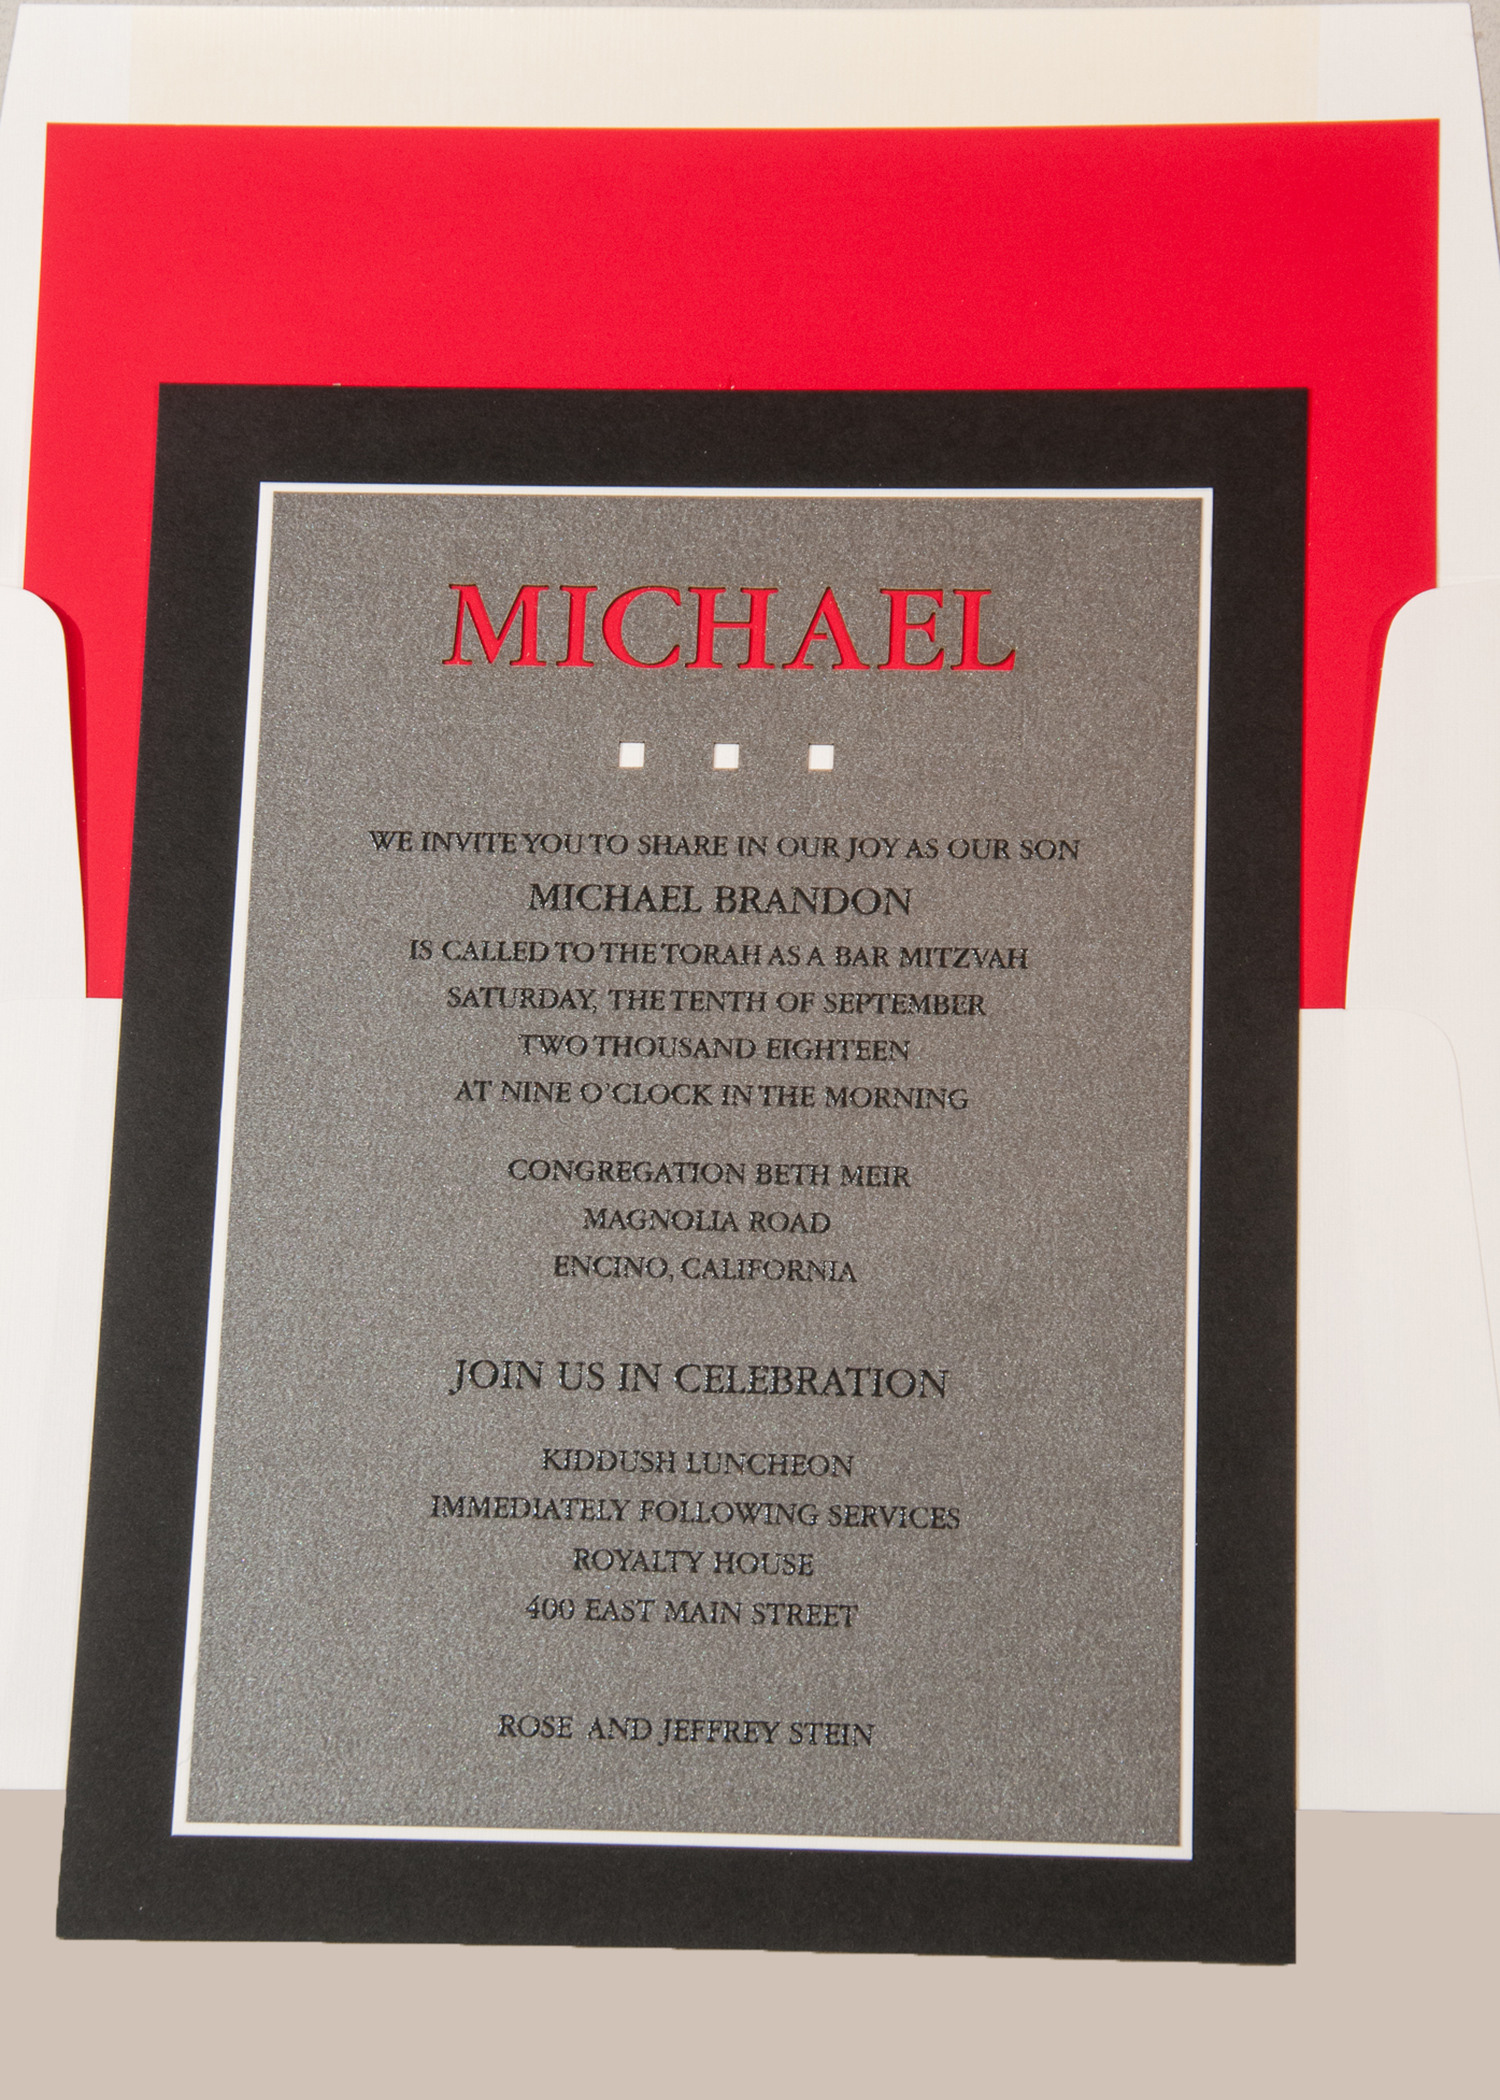 MICHAEL
WE INVITE YOU TO SHARE IN OUR JOY AS OUR SON
MICHAEL BRANDON
IS CALLED TO THE TORAH AS A BAR MITZVAH
SATURDAY, THE TENTH OF SEPTEMBER
TWO THOUSAND EIGHTEEN
AT NINE O'CLOCK IN THE MORNING
CONGREGATION BETH MEIR
MAGNOLIA ROAD
ENCINO, CALIFORNIA
JOIN US IN CELEBRATION
KIDDUSH LUNCHEON
IMMEDIATELY FOLLOWING SERVICES
ROYALTY HOUSE
400 EAST MAIN STREET
ROSE AND JEFFREY STEIN